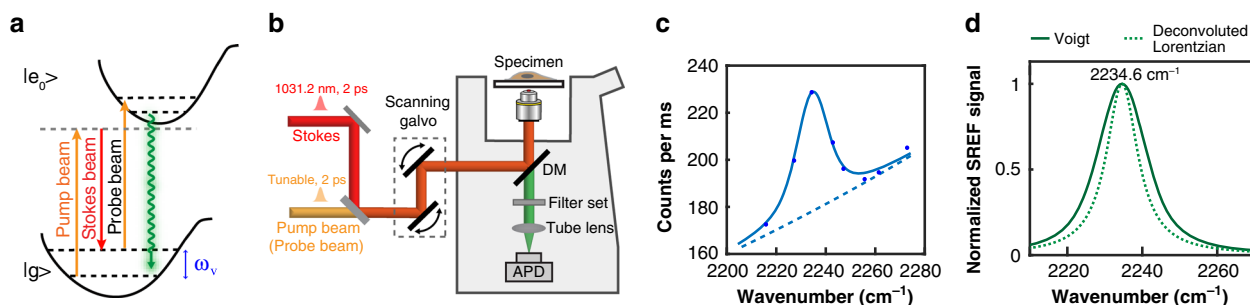 a
|e₀>
Pump beam
Stokes beam
Probe beam
|g>
ωᵥ
b
1031.2 nm, 2 ps
Stokes
Tunable, 2 ps
Pump beam
(Probe beam)
Scanning
galvo
Specimen
DM
Filter set
Tube lens
APD
c
Counts per ms
240
220
200
180
160
2200
2220
2240
2260
2280
Wavenumber (cm⁻¹)
d
Voigt
Deconvoluted
Lorentzian
2234.6 cm⁻¹
Normalized SREF signal
1
0.5
0
2220
2240
2260
Wavenumber (cm⁻¹)